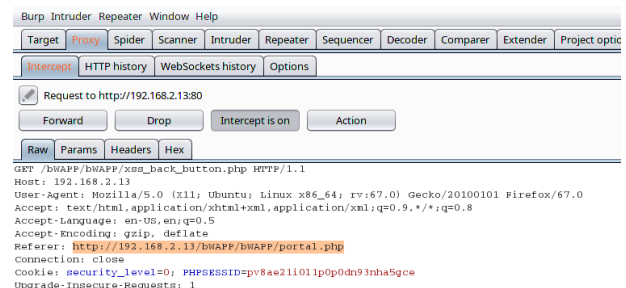 Burp Intruder Repeater Window Help
Target Proxy Spider Scanner Intruder Repeater Sequencer Decoder Comparer Extender Project optio
Intercept HTTP history WebSockets history Options
Request to http://192.168.2.13:80
Forward Drop Intercept is on Action
Raw Params Headers Hex
GET /bWAPP/bWAPP/xss_back_button.php HTTP/1.1
Host: 192.168.2.13
User-Agent: Mozilla/5.0 (X11; Ubuntu; Linux x86_64; rv:67.0) Gecko/20100101 Firefox/67.0
Accept: text/html,application/xhtml+xml,application/xml;q=0.9,*/*;q=0.8
Accept-Language: en-US,en;q=0.5
Accept-Encoding: gzip, deflate
Referer: http://192.168.2.13/bWAPP/bWAPP/portal.php
Connection: close
Cookie: security_level=0; PHPSESSID=pv8ae21i011p0p0dn93nha5gce
Upgrade-Insecure-Requests: 1